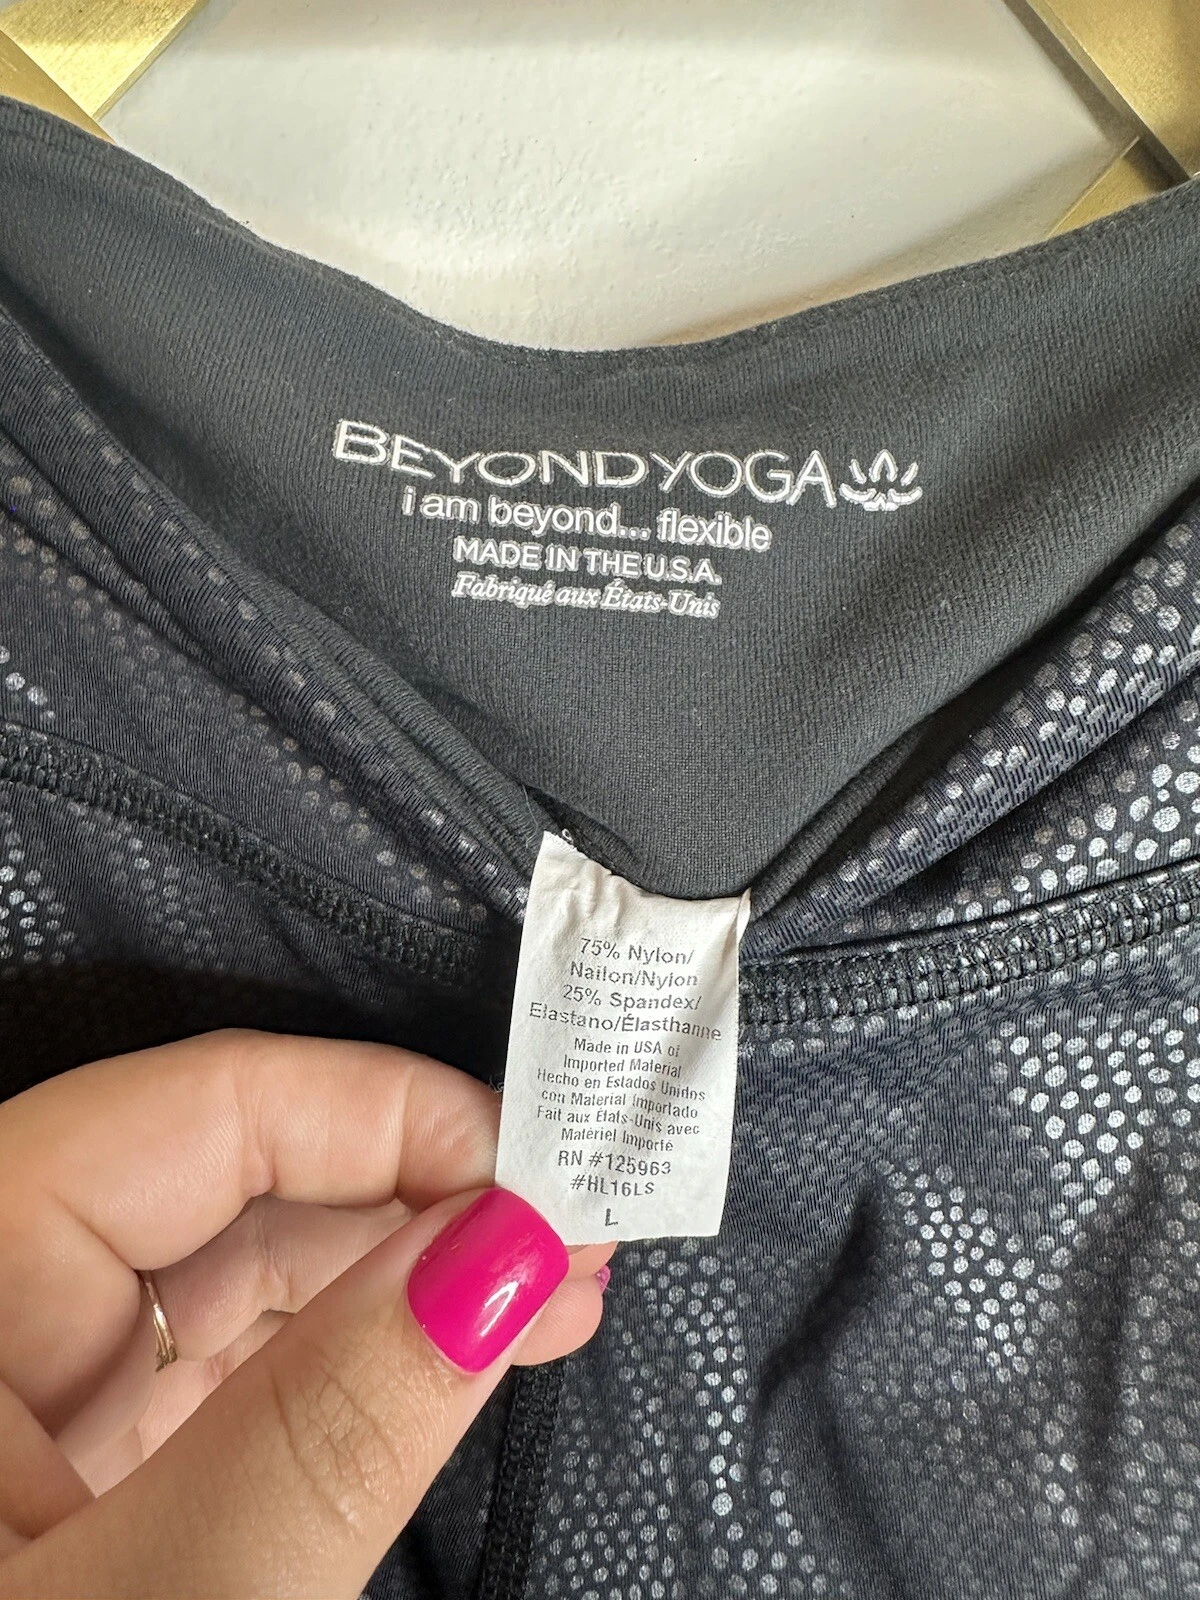 BEYOND YOGA
i am beyond... flexible
MADE IN THE U.S.A.
Fabriqué aux États-Unis
75% Nylon/
Nailon/Nylon
25% Spandex/
Elastano/Élasthanne
Made in USA of
Imported Material
Hecho en Estados Unidos
con Material Importado
Fait aux États-Unis avec
Matériel Importé
RN #125963
#HL16LS
L